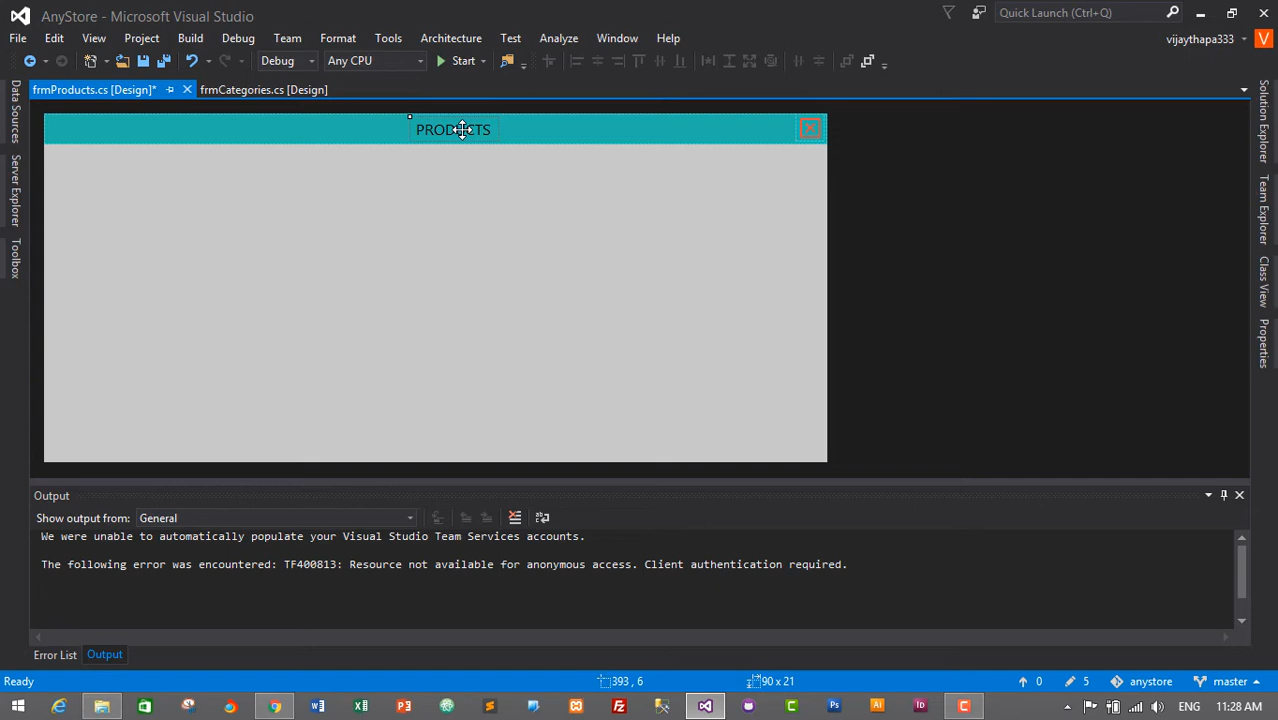 AnyStore - Microsoft Visual Studio
Quick Launch (Ctrl+Q)
File Edit View Project Build Debug Team Format Tools Architecture Test Analyze Window Help
vijaythapa333
V
Debug
Any CPU
Start
frmProducts.cs [Design]*
frmCategories.cs [Design]
Data Sources
Server Explorer
Toolbox
PRODUCTS
Solution Explorer
Team Explorer
Class View
Properties
Output
Show output from: General
We were unable to automatically populate your Visual Studio Team Services accounts.
The following error was encountered: TF400813: Resource not available for anonymous access. Client authentication required.
Error List
Output
Ready
393 , 6
90 x 21
0
5
anystore
master
ENG
11:28 AM